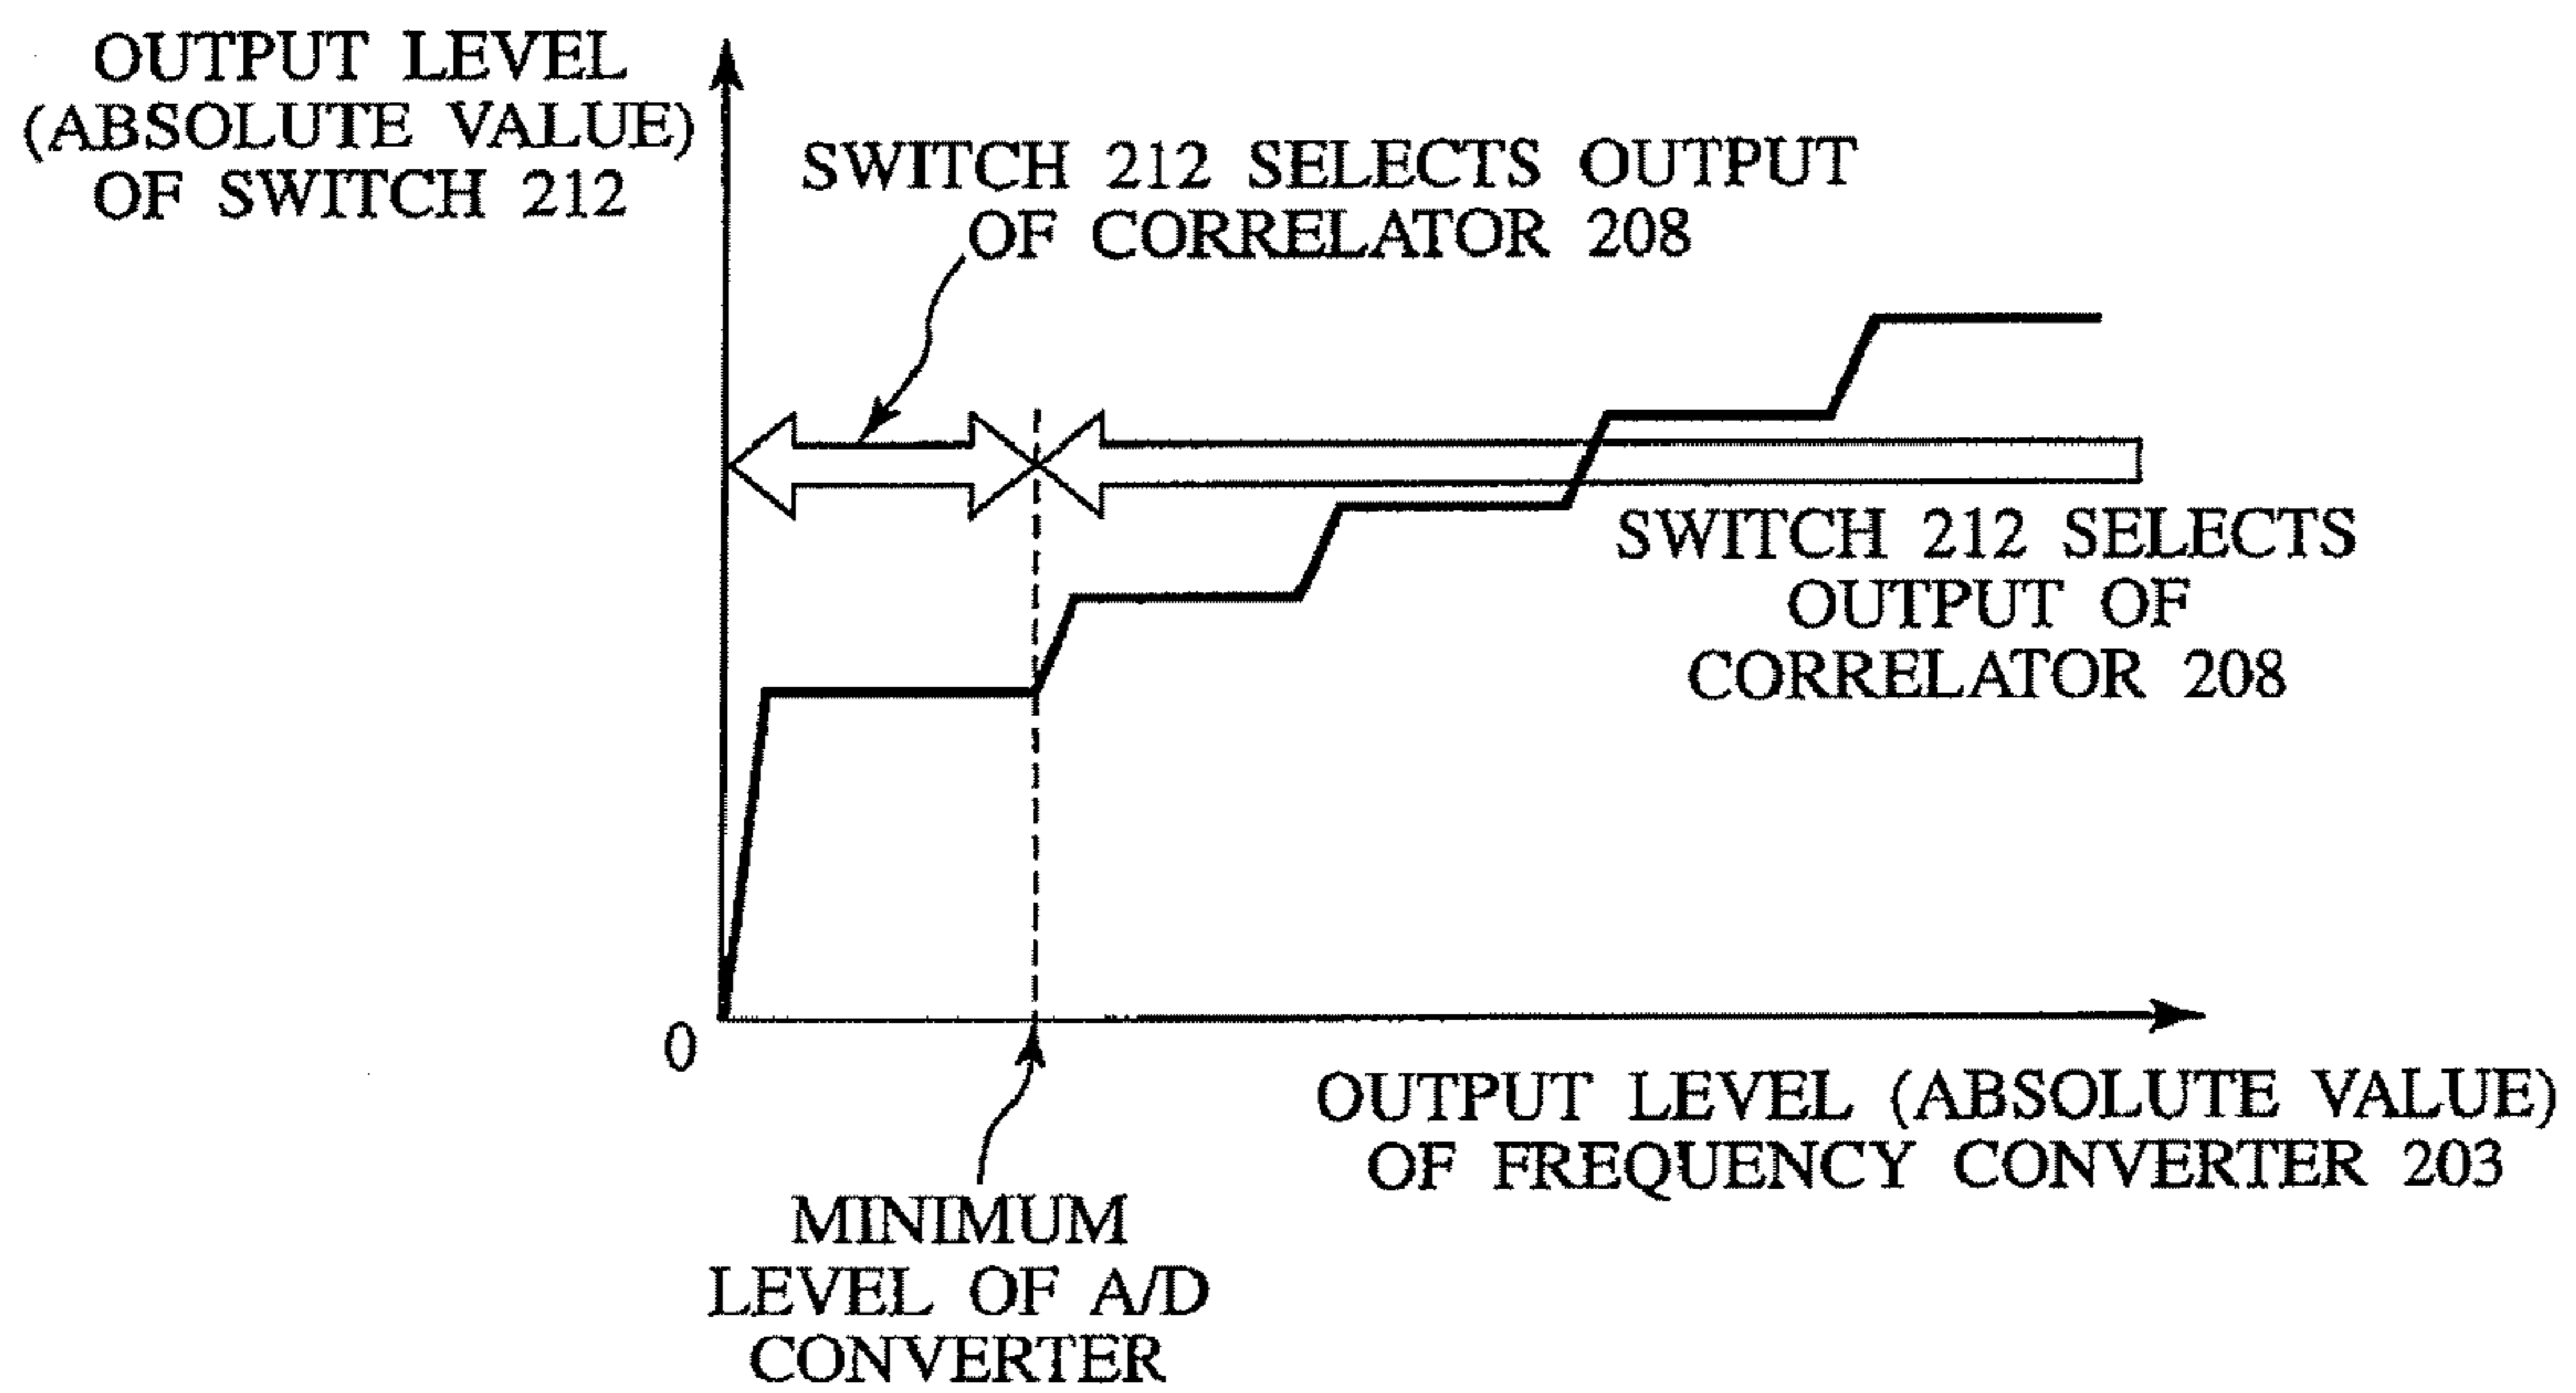 OUTPUT LEVEL
(ABSOLUTE VALUE)
OF SWITCH 212
SWITCH 212 SELECTS OUTPUT
OF CORRELATOR 208
SWITCH 212 SELECTS
OUTPUT OF
CORRELATOR 208
0
OUTPUT LEVEL (ABSOLUTE VALUE)
OF FREQUENCY CONVERTER 203
MINIMUM
LEVEL OF A/D
CONVERTER